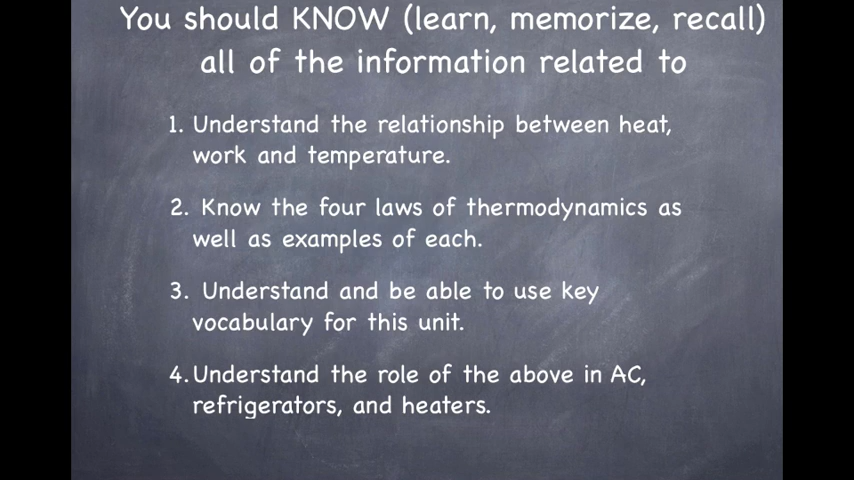 You should KNOW (learn, memorize, recall)
all of the information related to
1. Understand the relationship between heat,
work and temperature.
2. Know the four laws of thermodynamics as
well as examples of each.
3. Understand and be able to use key
vocabulary for this unit.
4. Understand the role of the above in AC,
refrigerators, and heaters.